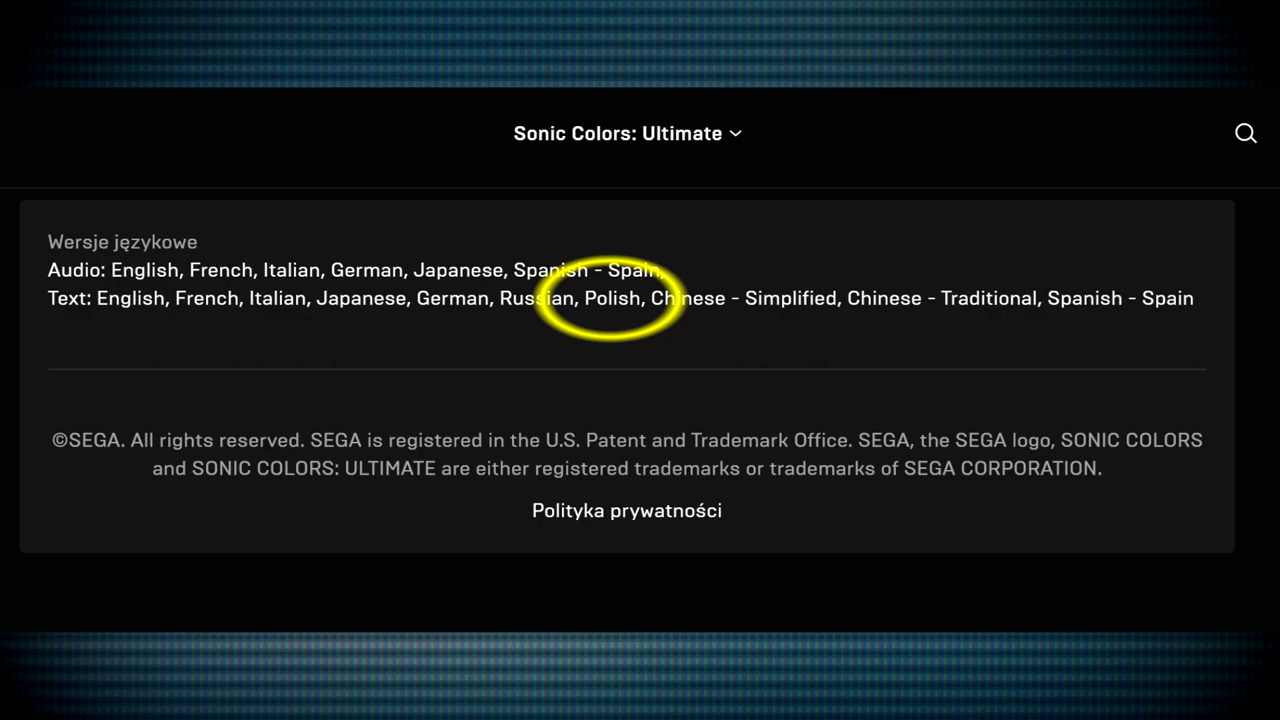 Sonic Colors: Ultimate
Wersje językowe
Audio: English, French, Italian, German, Japanese, Spanish - Spain,
Text: English, French, Italian, Japanese, German, Russian, Polish, Chinese - Simplified, Chinese - Traditional, Spanish - Spain
©SEGA. All rights reserved. SEGA is registered in the U.S. Patent and Trademark Office. SEGA, the SEGA logo, SONIC COLORS
and SONIC COLORS: ULTIMATE are either registered trademarks or trademarks of SEGA CORPORATION.
Polityka prywatności